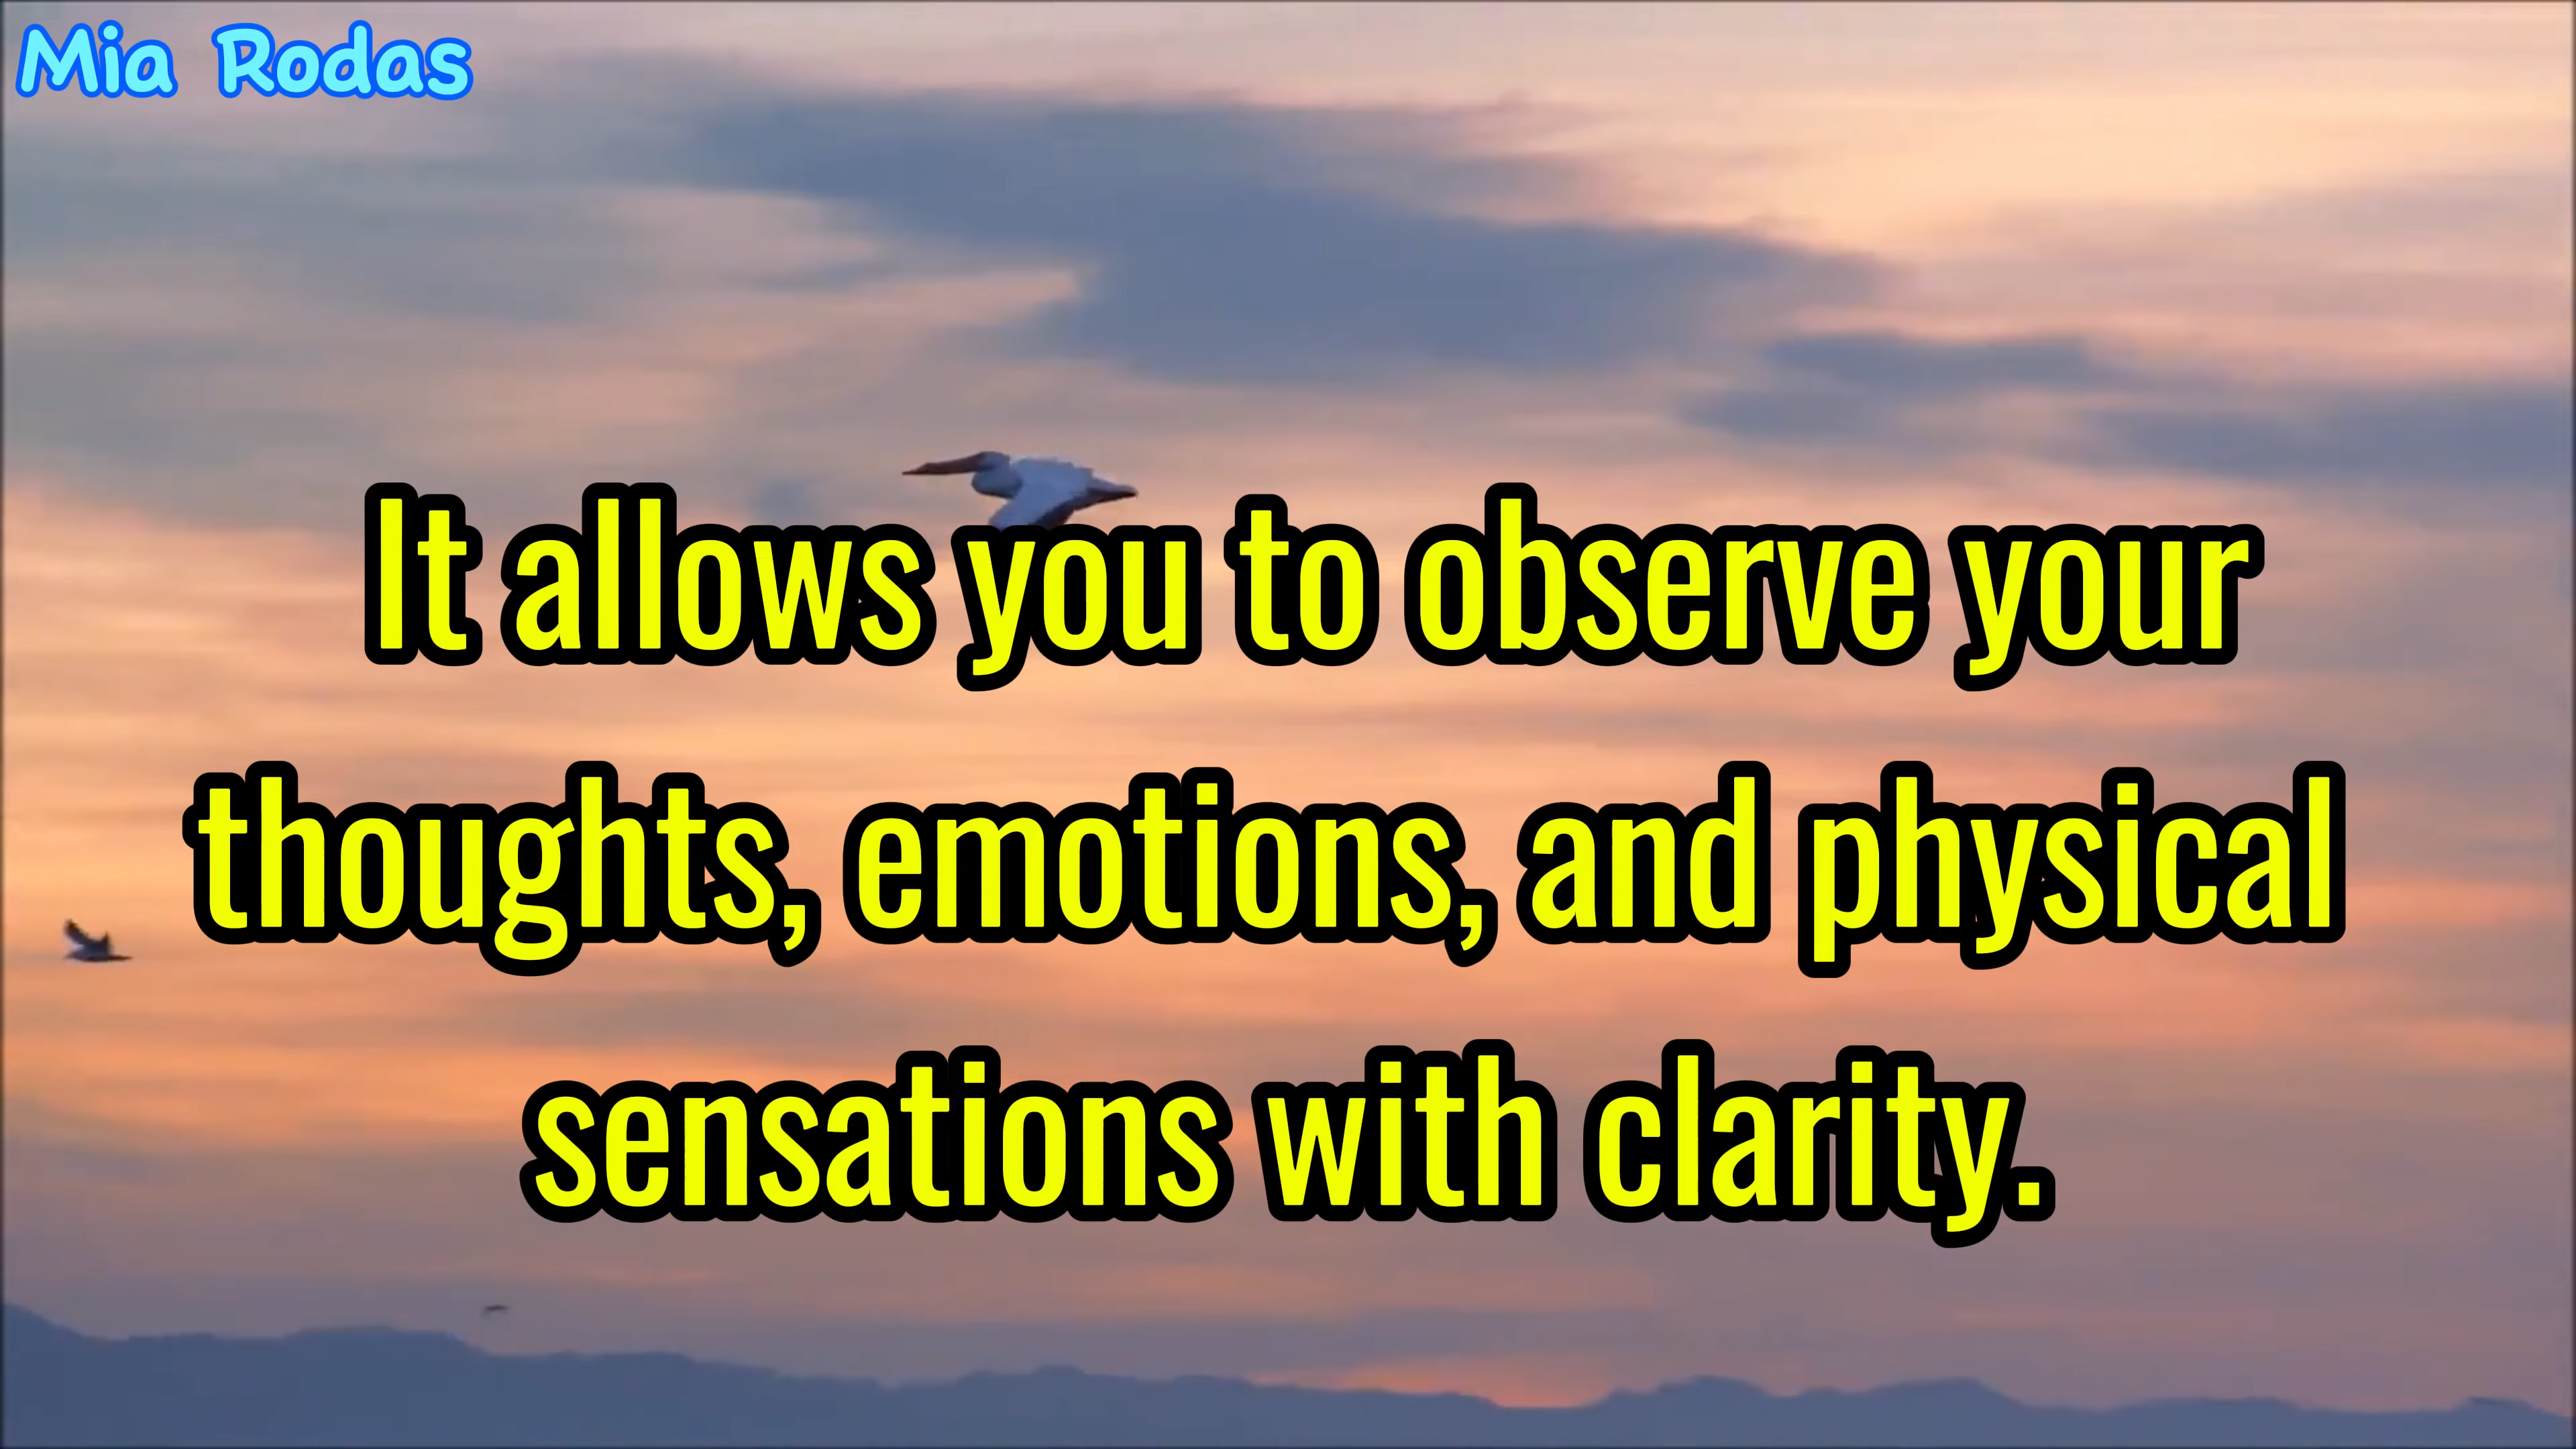 Mia Rodas
It allows you to observe your
thoughts, emotions, and physical
sensations with clarity.